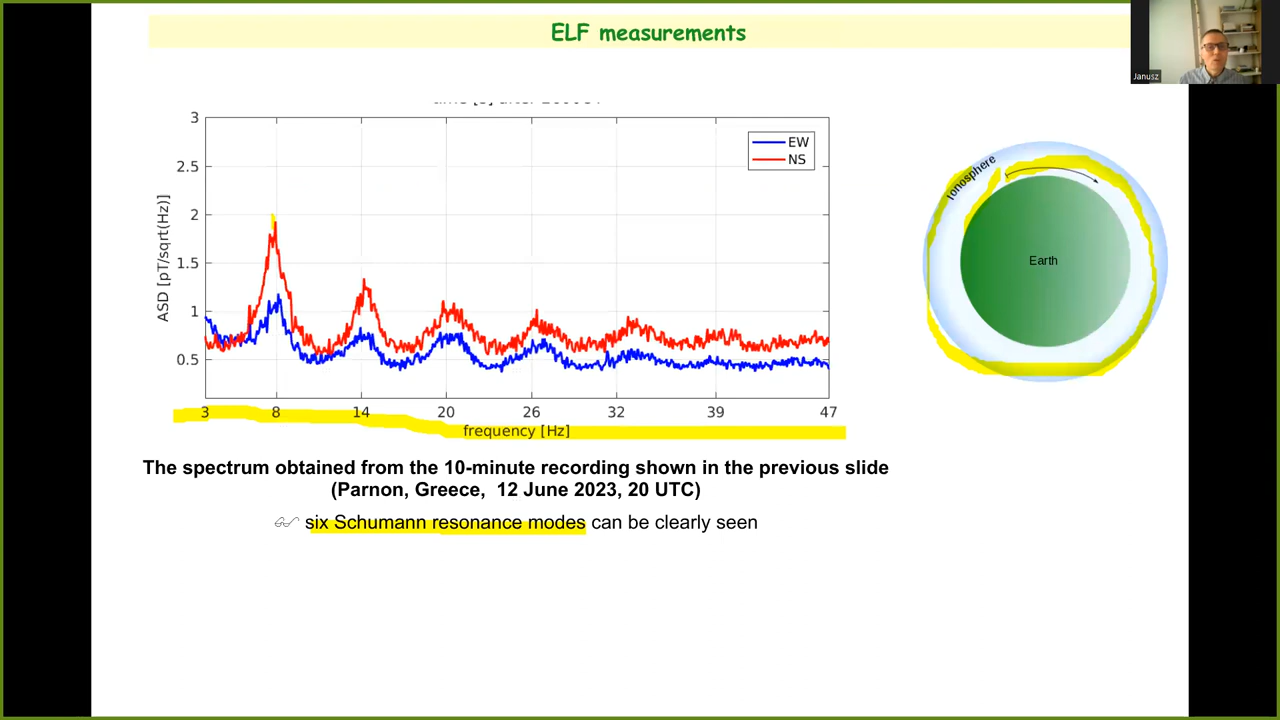 ELF measurements
Janusz
3
2.5
2
1.5
1
0.5
ASD [pT/sqrt(Hz)]
EW
NS
3 8 14 20 26 32 39 47
frequency [Hz]
Ionosphere
Earth
The spectrum obtained from the 10-minute recording shown in the previous slide
(Parnon, Greece, 12 June 2023, 20 UTC)
six Schumann resonance modes can be clearly seen